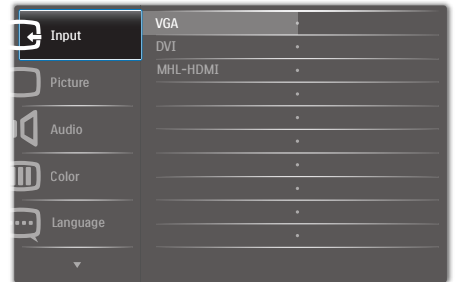 Input
Picture
Audio
Color
Language
VGA
DVI
MHL-HDMI